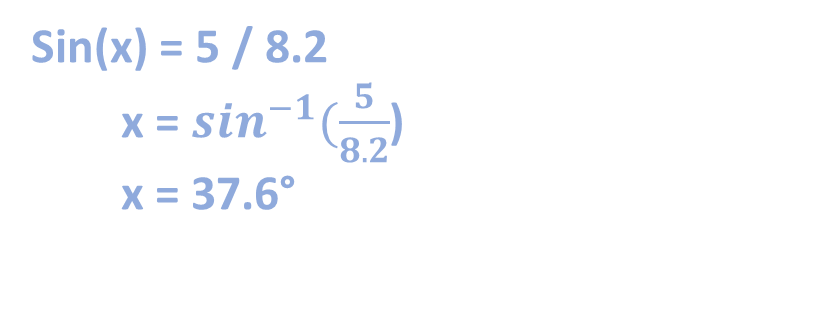 Sin(x) = 5 / 8.2
x = sin⁻¹(5/8.2)
x = 37.6°